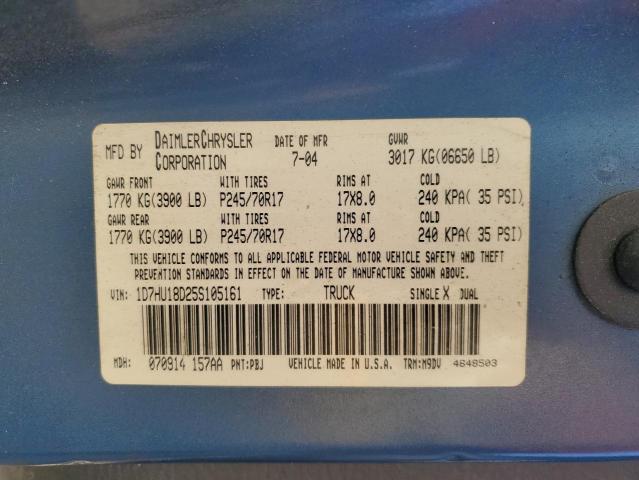 MFD BY DAIMLERCHRYSLER CORPORATION DATE OF MFR 7-04 GVWR 3017 KG(06650 LB)
GAWR FRONT WITH TIRES RIMS AT COLD
1770 KG(3900 LB) P245/70R17 17X8.0 240 KPA( 35 PSI)
GAWR REAR WITH TIRES RIMS AT COLD
1770 KG(3900 LB) P245/70R17 17X8.0 240 KPA( 35 PSI)
THIS VEHICLE CONFORMS TO ALL APPLICABLE FEDERAL MOTOR VEHICLE SAFETY AND THEFT
PREVENTION STANDARDS IN EFFECT ON THE DATE OF MANUFACTURE SHOWN ABOVE.
VIN: 1D7HU18D25S105161 TYPE: TRUCK SINGLE X DUAL
MDH: 070914 157AA PNT:PBJ VEHICLE MADE IN U.S.A. TRM:M9DV 4648503